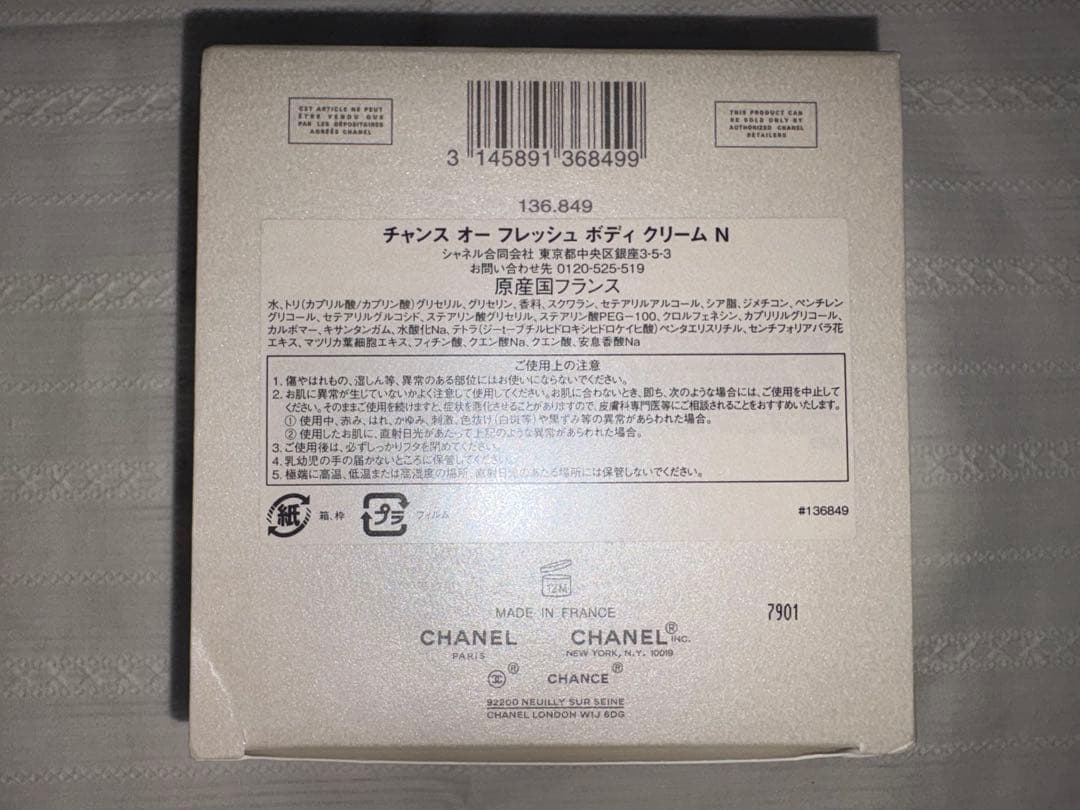 CET ARTICLE NE PEUT
ÊTRE VENDU QUE
PAR LES DÉPOSITAIRES
AGRÉÉS CHANEL
THIS PRODUCT CAN
BE SOLD ONLY BY
AUTHORIZED CHANEL
RETAILERS
3 145891 368499
136.849
チャンス オー フレッシュ ボディ クリーム N
シャネル合同会社 東京都中央区銀座3-5-3
お問い合わせ先 0120-525-519
原産国フランス
水、トリ(カプリル酸/カプリン酸)グリセリル、グリセリン、香料、スクワラン、セテアリルアルコール、シア脂、ジメチコン、ペンチレン
グリコール、セテアリルグルコシド、ステアリン酸グリセリル、ステアリン酸PEG-100、クロルフェネシン、カプリリルグリコール、
カルボマー、キサンタンガム、水酸化Na、テトラ(ジ-t-ブチルヒドロキシヒドロケイヒ酸)ペンタエリスリチル、センチフォリアバラ花
エキス、マツリカ葉細胞エキス、フィチン酸、クエン酸Na、クエン酸、安息香酸Na
ご使用上の注意
1. 傷やはれもの、湿しん等、異常のある部位にはお使いにならないでください。
2. お肌に異常が生じていないかよく注意して使用してください。お肌に合わないとき、即ち、次のような場合には、ご使用を中止して
ください。そのままご使用を続けますと、症状を悪化させることがありますので、皮膚科専門医等にご相談されることをおすすめいたします。
① 使用中、赤み、はれ、かゆみ、刺激、色抜け(白斑等)や黒ずみ等の異常があらわれた場合。
② 使用したお肌に、直射日光があたって上記のような異常があらわれた場合。
3. ご使用後は、必ずしっかりフタを閉めてください。
4. 乳幼児の手の届かないところに保管してください。
5. 極端に高温、低温または高湿度の場所、直射日光のあたる場所には保管しないでください。
紙 箱、枠 プラ フィルム
#136849
12M
MADE IN FRANCE
7901
CHANEL
PARIS
CHANEL® INC.
NEW YORK, N.Y. 10019
®
CHANCE®
92200 NEUILLY SUR SEINE
CHANEL LONDON W1J 6DG